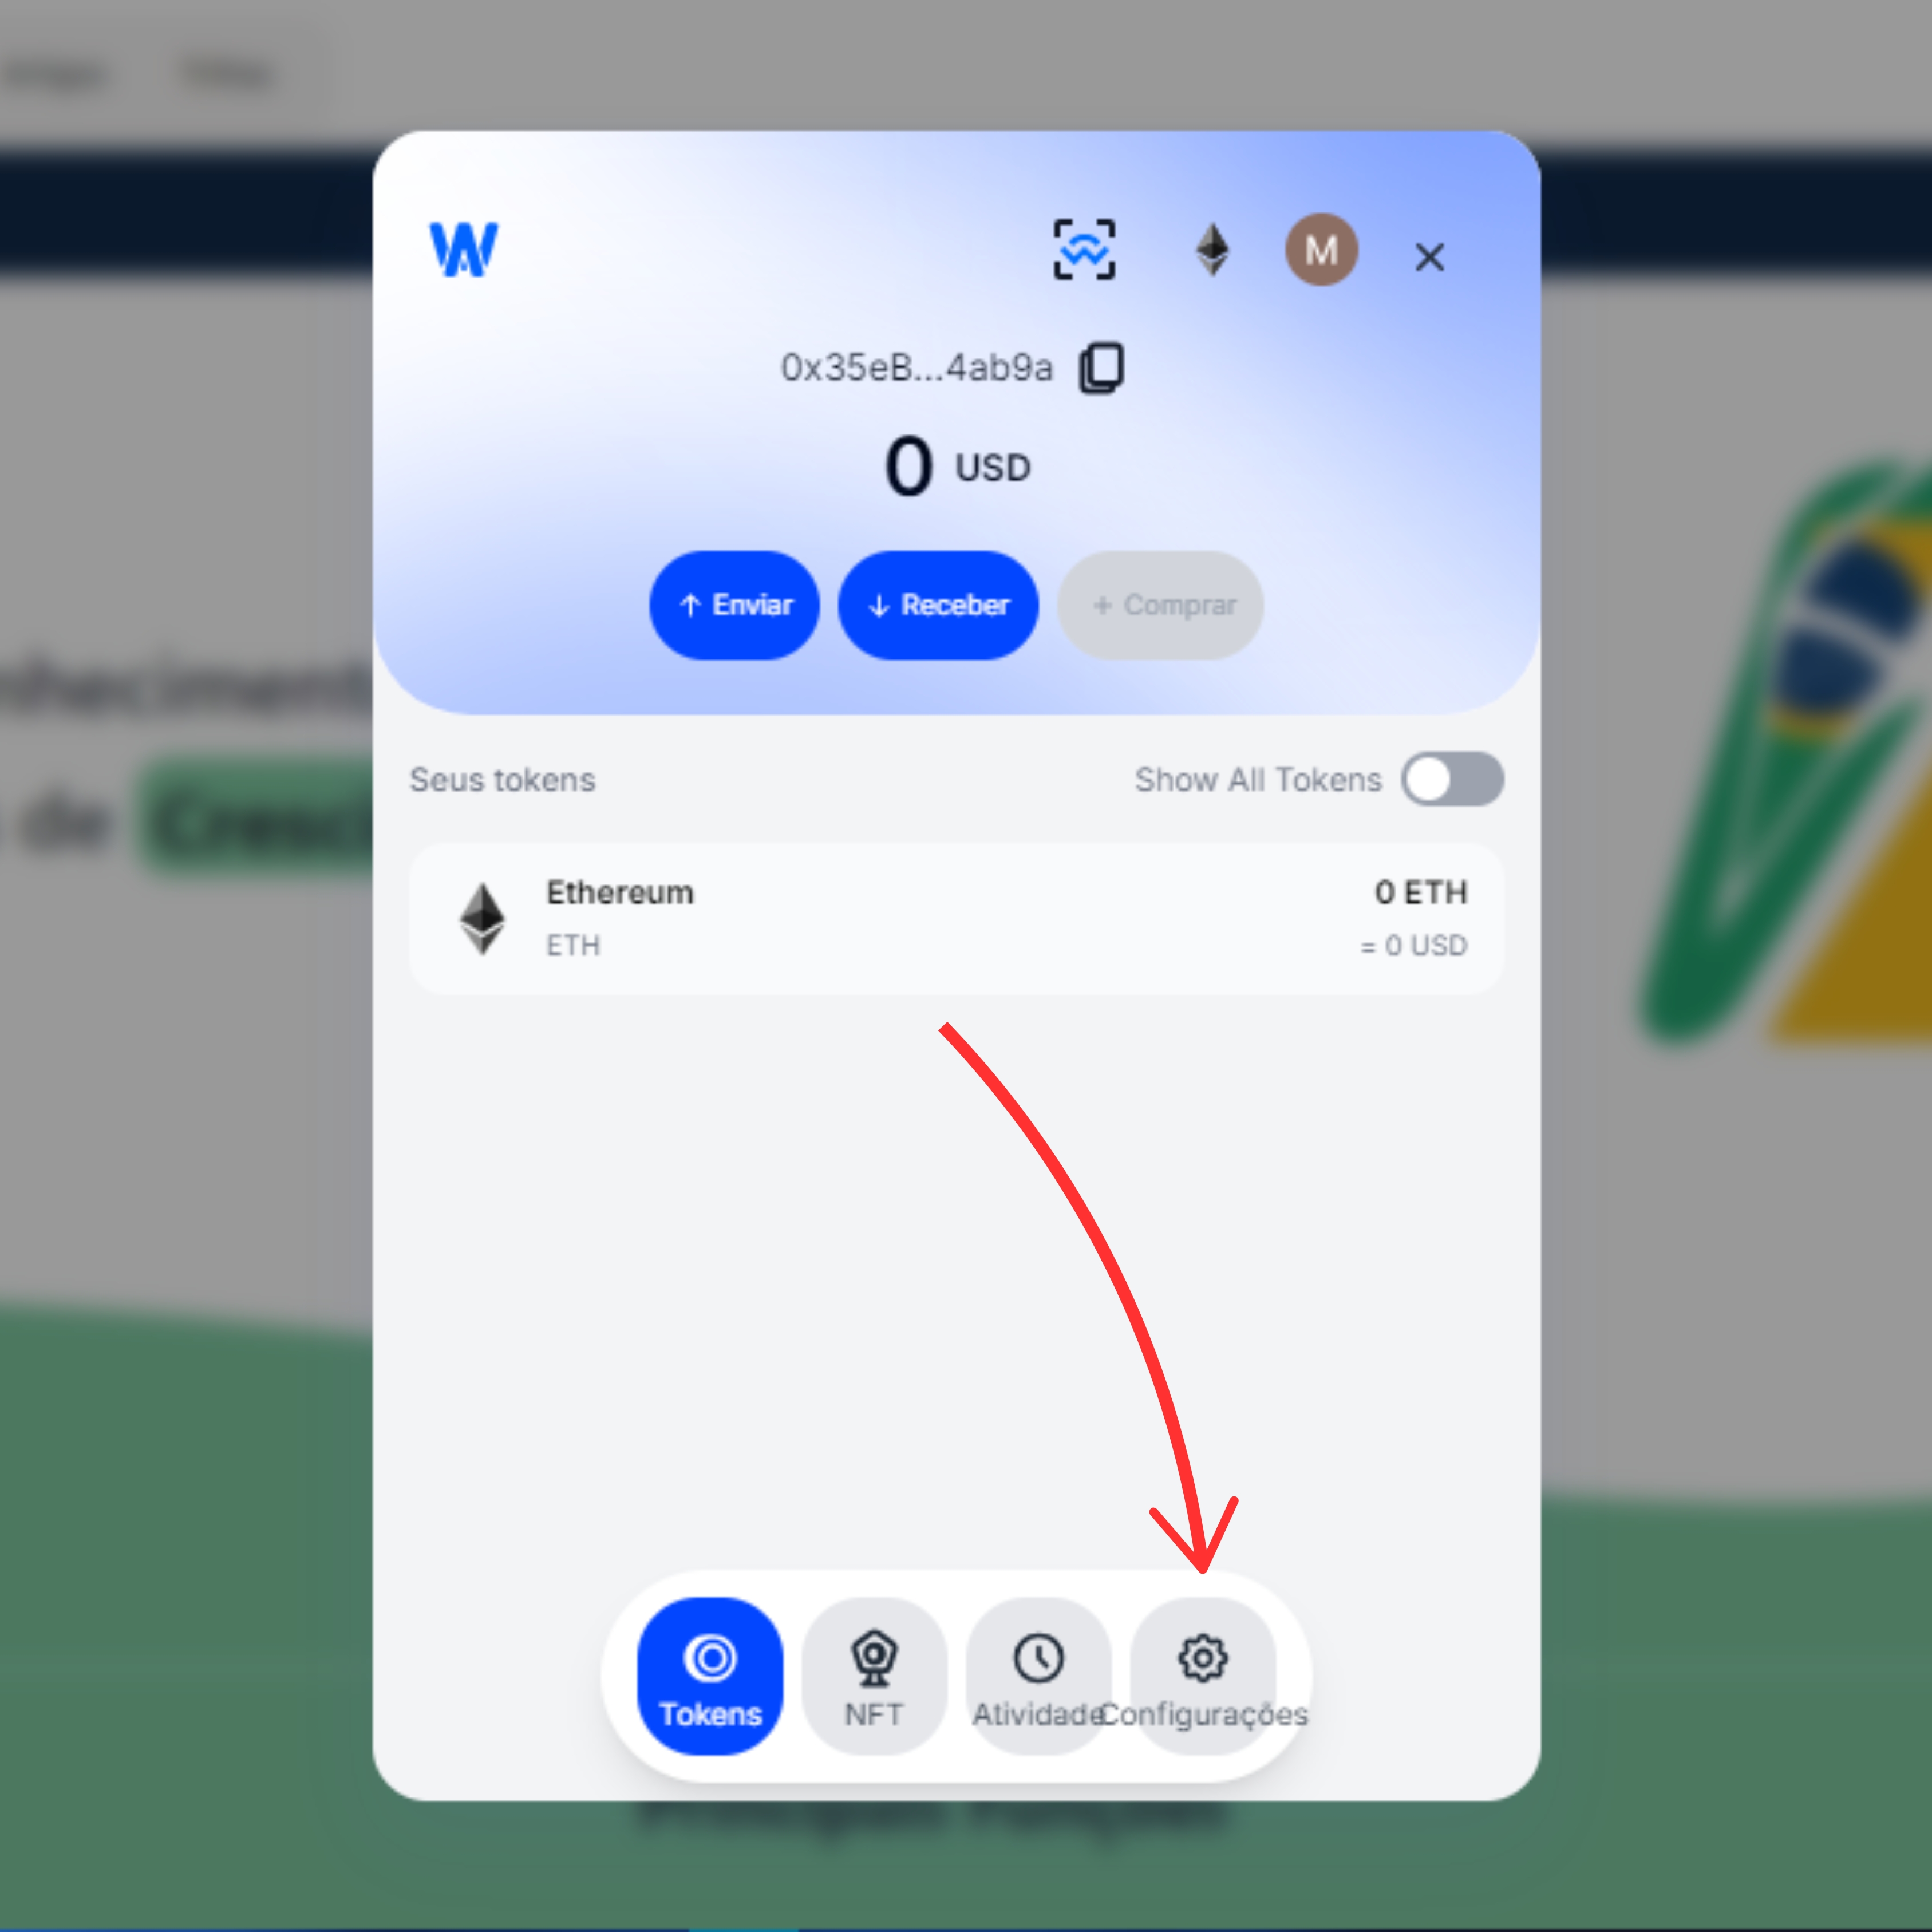 W
M
0x35eB...4ab9a
0 USD
Enviar
Receber
+ Comprar
Seus tokens
Show All Tokens
Ethereum
0 ETH
ETH
= 0 USD
de
Tokens
NFT
Atividade
Configurações